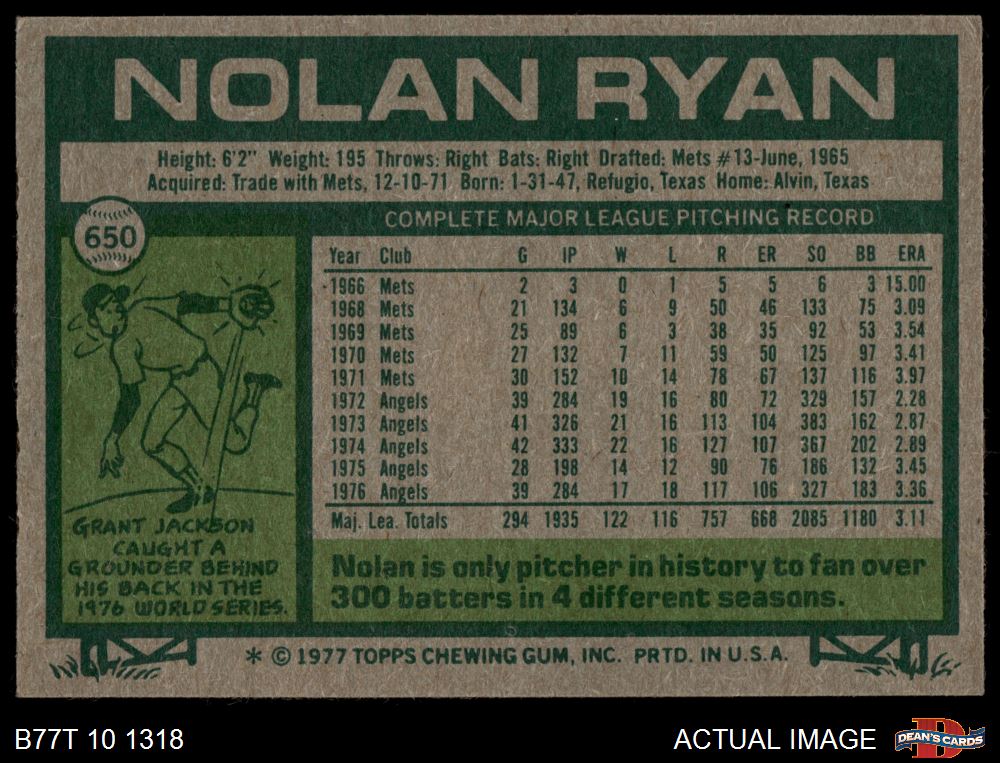 NOLAN RYAN
Height: 6'2" Weight: 195 Throws: Right Bats: Right Drafted: Mets #13-June, 1965
Acquired: Trade with Mets, 12-10-71 Born: 1-31-47, Refugio, Texas Home: Alvin, Texas
650
COMPLETE MAJOR LEAGUE PITCHING RECORD
Year Club G IP W L R ER SO BB ERA
1966 Mets 2 3 0 1 5 5 6 3 15.00
1968 Mets 21 134 6 9 50 46 133 75 3.09
1969 Mets 25 89 6 3 38 35 92 53 3.54
1970 Mets 27 132 7 11 59 50 125 97 3.41
1971 Mets 30 152 10 14 78 67 137 116 3.97
1972 Angels 39 284 19 16 80 72 329 157 2.28
1973 Angels 41 326 21 16 113 104 383 162 2.87
1974 Angels 42 333 22 16 127 107 367 202 2.89
1975 Angels 28 198 14 12 90 76 186 132 3.45
1976 Angels 39 284 17 18 117 106 327 183 3.36
Maj. Lea. Totals 294 1935 122 116 757 668 2085 1180 3.11
GRANT JACKSON
CAUGHT A
GROUNDER BEHIND
HIS BACK IN THE
1976 WORLD SERIES.
Nolan is only pitcher in history to fan over
300 batters in 4 different seasons.
* © 1977 TOPPS CHEWING GUM, INC. PRTD. IN U.S.A.
B77T 10 1318
ACTUAL IMAGE
DEAN'S CARDS